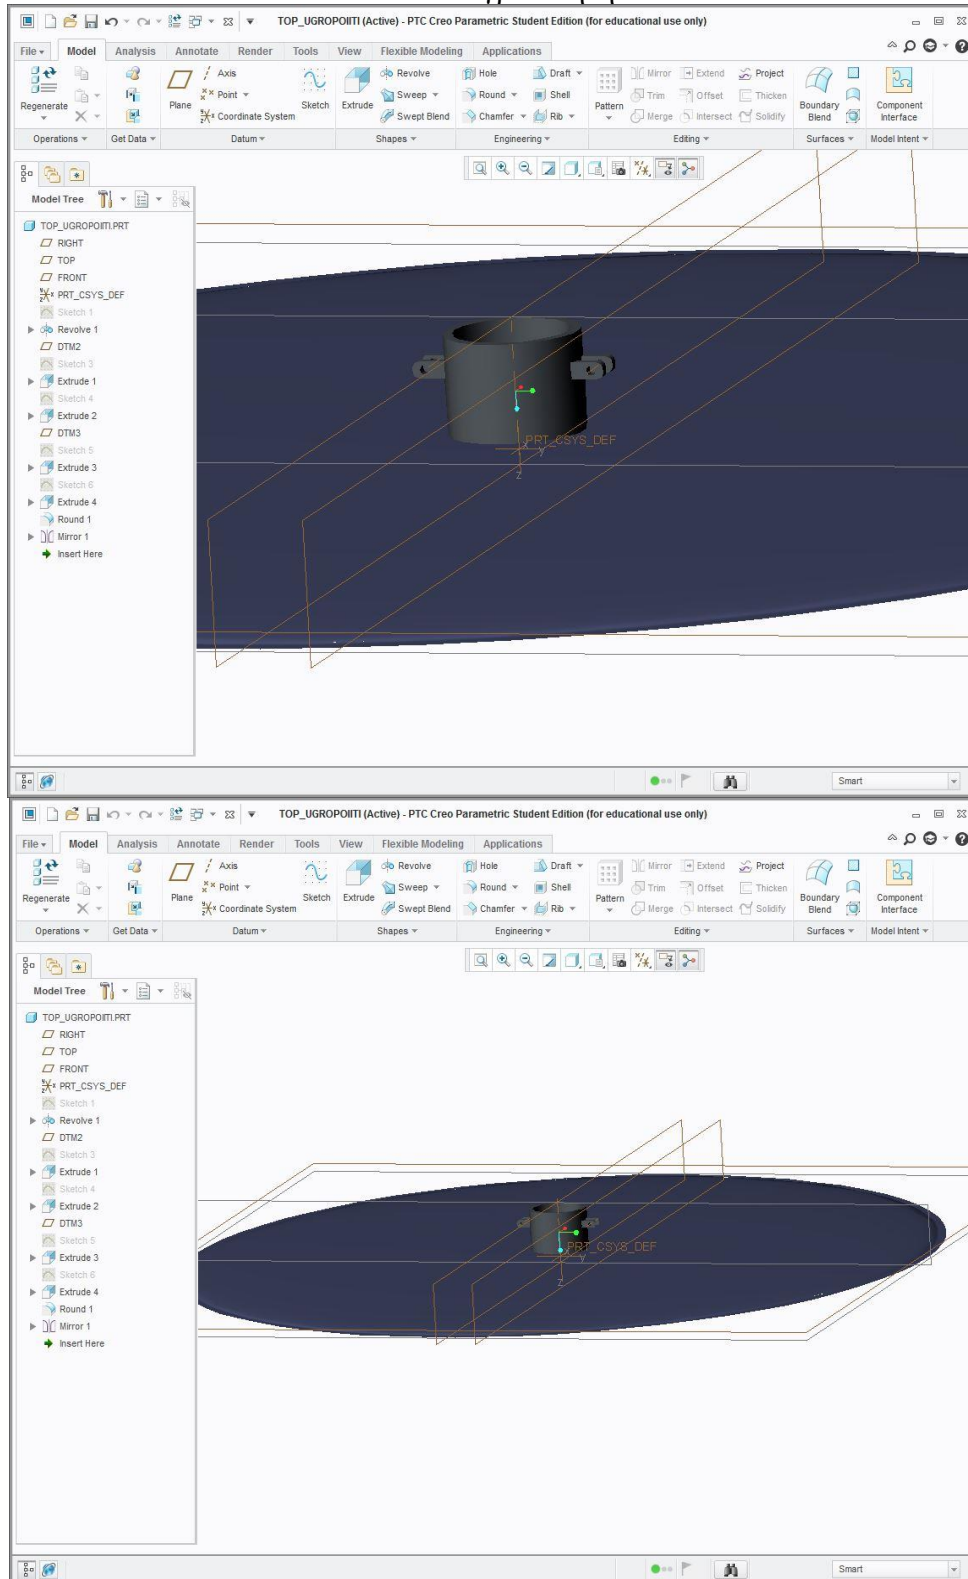 TOP_UGROPOIITI (Active) - PTC Creo Parametric Student Edition (for educational use only)
File Model Analysis Annotate Render Tools View Flexible Modeling Applications
Axis Revolve Hole Draft Mirror Extend Project
Regenerate Plane Point Sketch Extrude Sweep Round Shell Pattern Trim Offset Thicken Boundary Blend Component Interface
Coordinate System Swept Blend Chamfer Rib Merge Intersect Solidify
Operations Get Data Datum Shapes Engineering Editing Surfaces Model Intent
Model Tree
TOP_UGROPOIITI.PRT
RIGHT
TOP
FRONT
PRT_CSYS_DEF
Sketch 1
Revolve 1
DTM2
Sketch 3
Extrude 1
Sketch 4
Extrude 2
DTM3
Sketch 5
Extrude 3
Sketch 6
Extrude 4
Round 1
Mirror 1
Insert Here
PRT_CSYS_DEF
X Y
Z
Smart
TOP_UGROPOIITI (Active) - PTC Creo Parametric Student Edition (for educational use only)
File Model Analysis Annotate Render Tools View Flexible Modeling Applications
Axis Revolve Hole Draft Mirror Extend Project
Regenerate Plane Point Sketch Extrude Sweep Round Shell Pattern Trim Offset Thicken Boundary Blend Component Interface
Coordinate System Swept Blend Chamfer Rib Merge Intersect Solidify
Operations Get Data Datum Shapes Engineering Editing Surfaces Model Intent
Model Tree
TOP_UGROPOIITI.PRT
RIGHT
TOP
FRONT
PRT_CSYS_DEF
Sketch 1
Revolve 1
DTM2
Sketch 3
Extrude 1
Sketch 4
Extrude 2
DTM3
Sketch 5
Extrude 3
Sketch 6
Extrude 4
Round 1
Mirror 1
Insert Here
PRT_CSYS_DEF
X Y
Z
Smart